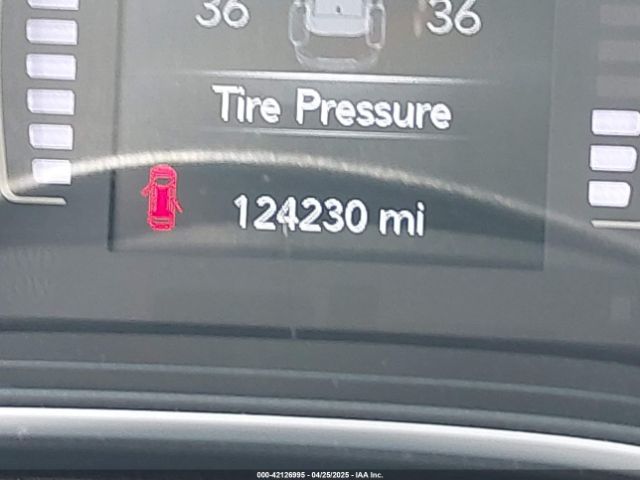 36 36
Tire Pressure
124230 mi
000-42126995 - 04/25/2025 - IAA Inc.